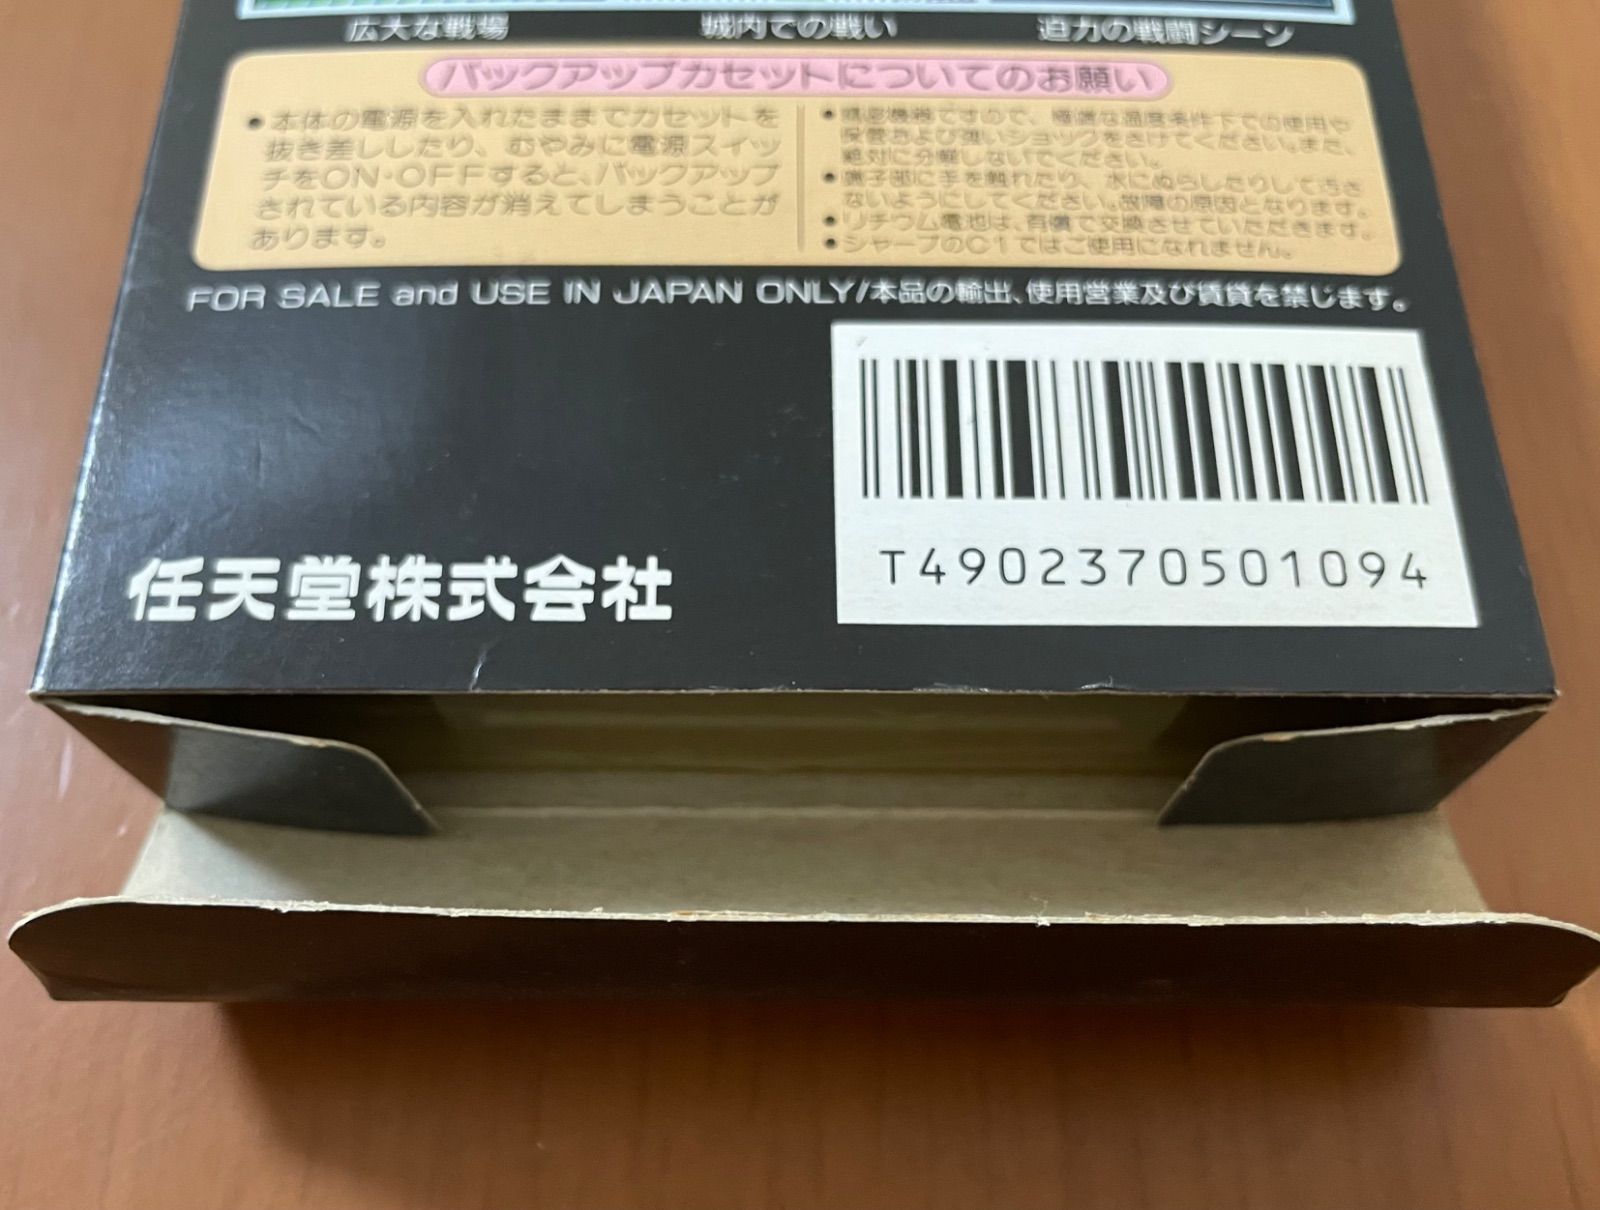 広大な戦場
城内での戦い
迫力の戦闘シーン
バックアップカセットについてのお願い
●本体の電源を入れたままでカセットを
抜き差ししたり、むやみに電源スイッ
チをON・OFFすると、バックアップ
されている内容が消えてしまうことが
あります。
●精密機器ですので、極端な温度条件下での使用や
保管および強いショックをさけてください。また、
絶対に分解しないでください。
●端子部に手を触れたり、水にぬらしたりして汚さ
ないようにしてください。故障の原因となります。
●リチウム電池は、有償で交換させていただきます。
●シャープのC1ではご使用になれません。
FOR SALE and USE IN JAPAN ONLY/本品の輸出、使用営業及び賃貸を禁じます。
T4902370501094
任天堂株式会社